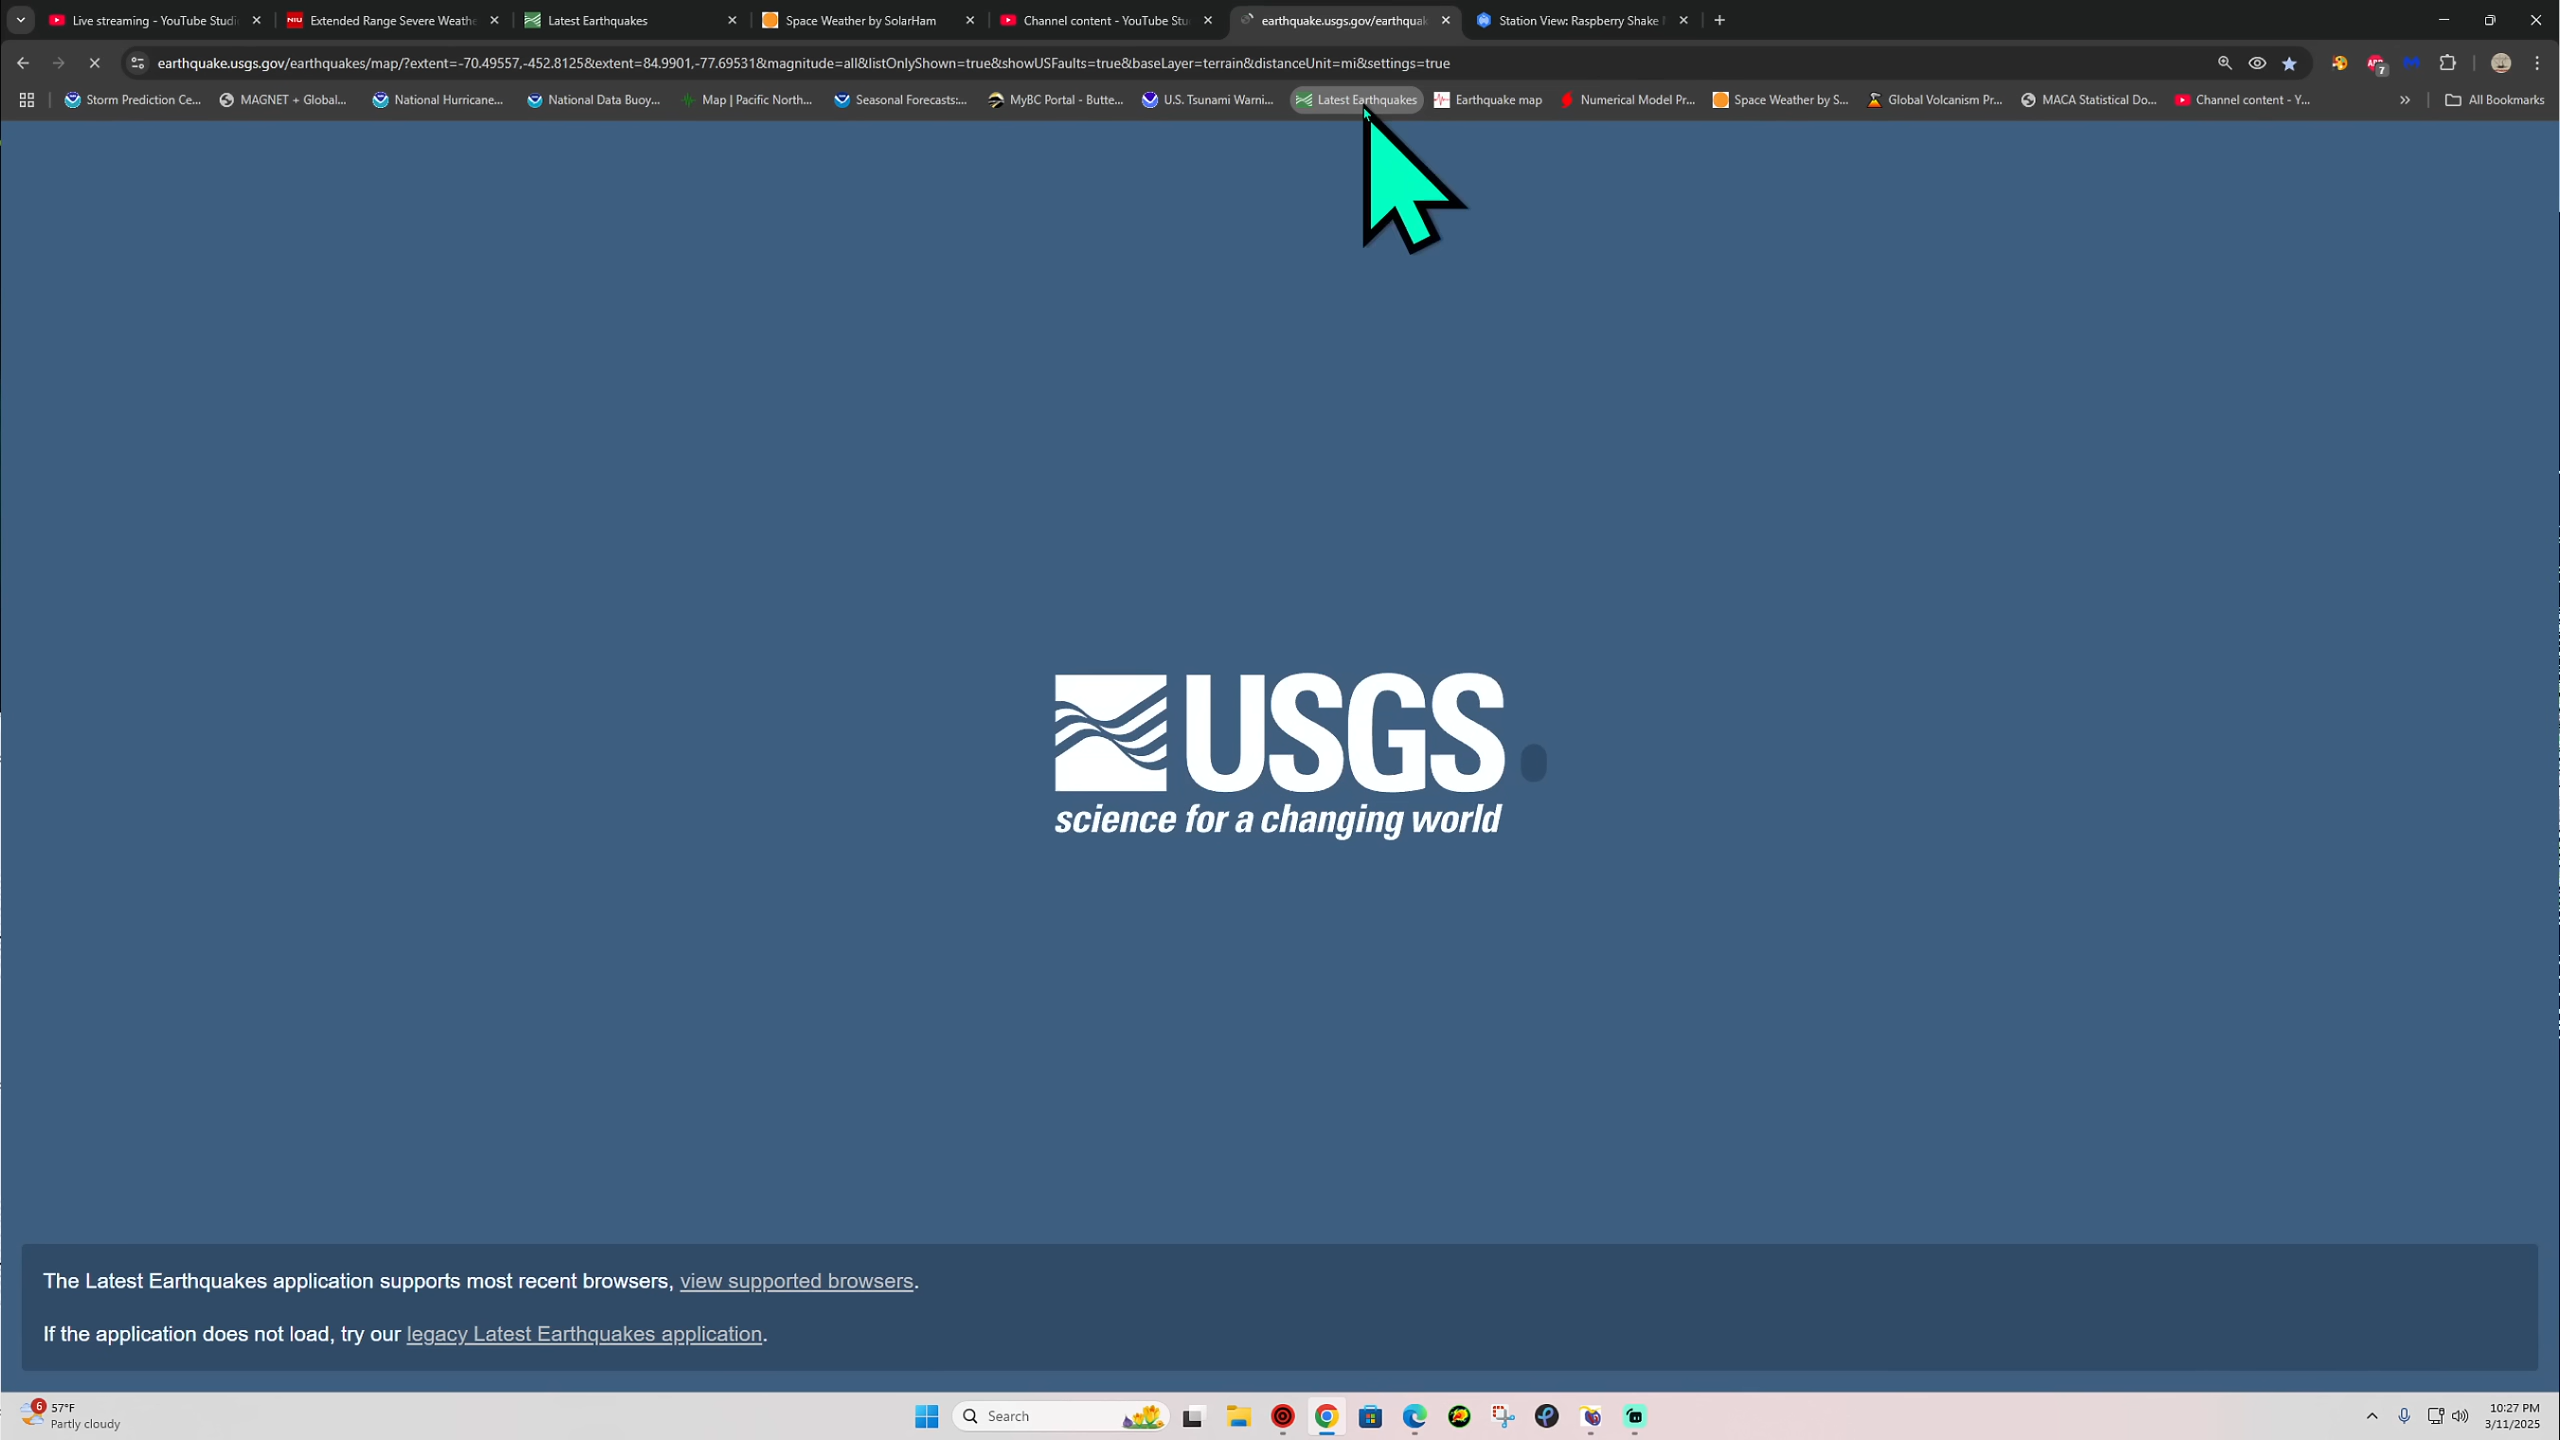 Live streaming - YouTube Studi
NIU Extended Range Severe Weathe
Latest Earthquakes
Space Weather by SolarHam
Channel content - YouTube Stu
earthquake.usgs.gov/earthquak
Station View: Raspberry Shake
earthquake.usgs.gov/earthquakes/map/?extent=-70.49557,-452.8125&extent=84.9901,-77.69531&magnitude=all&listOnlyShown=true&showUSFaults=true&baseLayer=terrain&distanceUnit=mi&settings=true
ABP
7
Storm Prediction Ce...
MAGNET + Global...
National Hurricane...
National Data Buoy...
Map | Pacific North...
Seasonal Forecasts:...
MyBC Portal - Butte...
U.S. Tsunami Warni...
Latest Earthquakes
Earthquake map
Numerical Model Pr...
Space Weather by S...
Global Volcanism Pr...
MACA Statistical Do...
Channel content - Y...
All Bookmarks
USGS
science for a changing world
The Latest Earthquakes application supports most recent browsers, view supported browsers.
If the application does not load, try our legacy Latest Earthquakes application.
6
57°F
Partly cloudy
Search
10:27 PM
3/11/2025